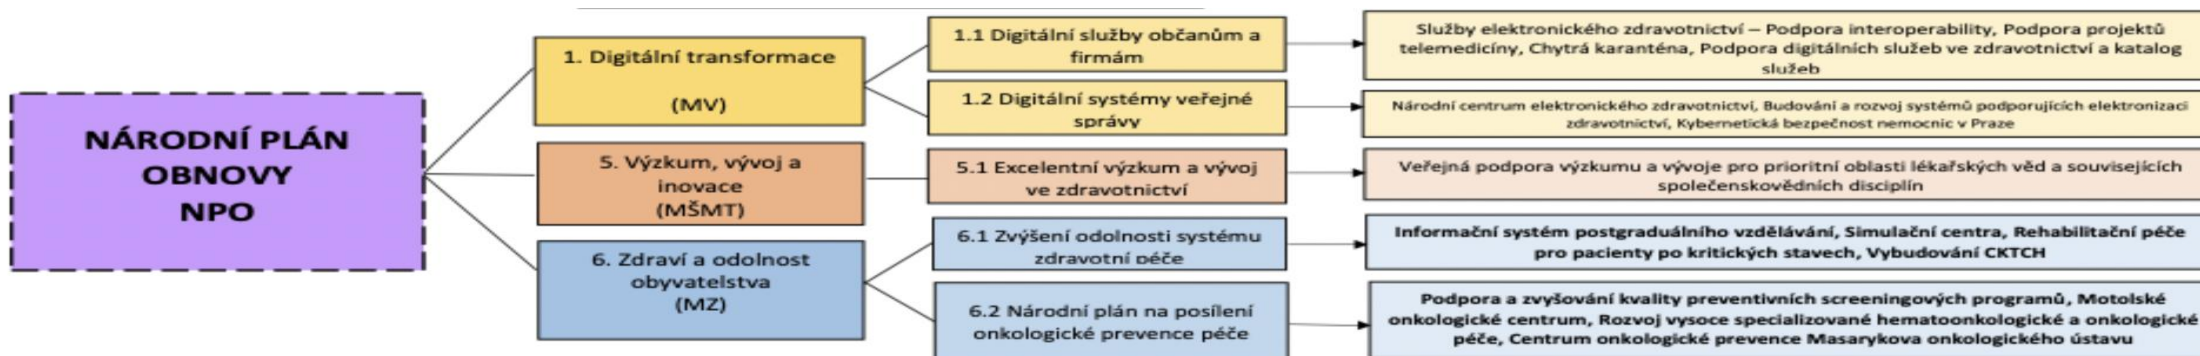 NÁRODNÍ PLÁN
OBNOVY
NPO
1. Digitální transformace
(MV)
5. Výzkum, vývoj a
inovace
(MŠMT)
6. Zdraví a odolnost
obyvatelstva
(MZ)
1.1 Digitální služby občanům a
firmám
1.2 Digitální systémy veřejné
správy
5.1 Excelentní výzkum a vývoj
ve zdravotnictví
6.1 Zvýšení odolnosti systému
zdravotní péče
6.2 Národní plán na posílení
onkologické prevence péče
Služby elektronického zdravotnictví – Podpora interoperability, Podpora projektů
telemedicíny, Chytrá karanténa, Podpora digitálních služeb ve zdravotnictví a katalog
služeb
Národní centrum elektronického zdravotnictví, Budování a rozvoj systémů podporujících elektronizaci
zdravotnictví, Kybernetická bezpečnost nemocnic v Praze
Veřejná podpora výzkumu a vývoje pro prioritní oblasti lékařských věd a souvisejících
společenskovědních disciplín
Informační systém postgraduálního vzdělávání, Simulační centra, Rehabilitační péče
pro pacienty po kritických stavech, Vybudování CKTCH
Podpora a zvyšování kvality preventivních screeningových programů, Motolské
onkologické centrum, Rozvoj vysoce specializované hematoonkologické a onkologické
péče, Centrum onkologické prevence Masarykova onkologického ústavu